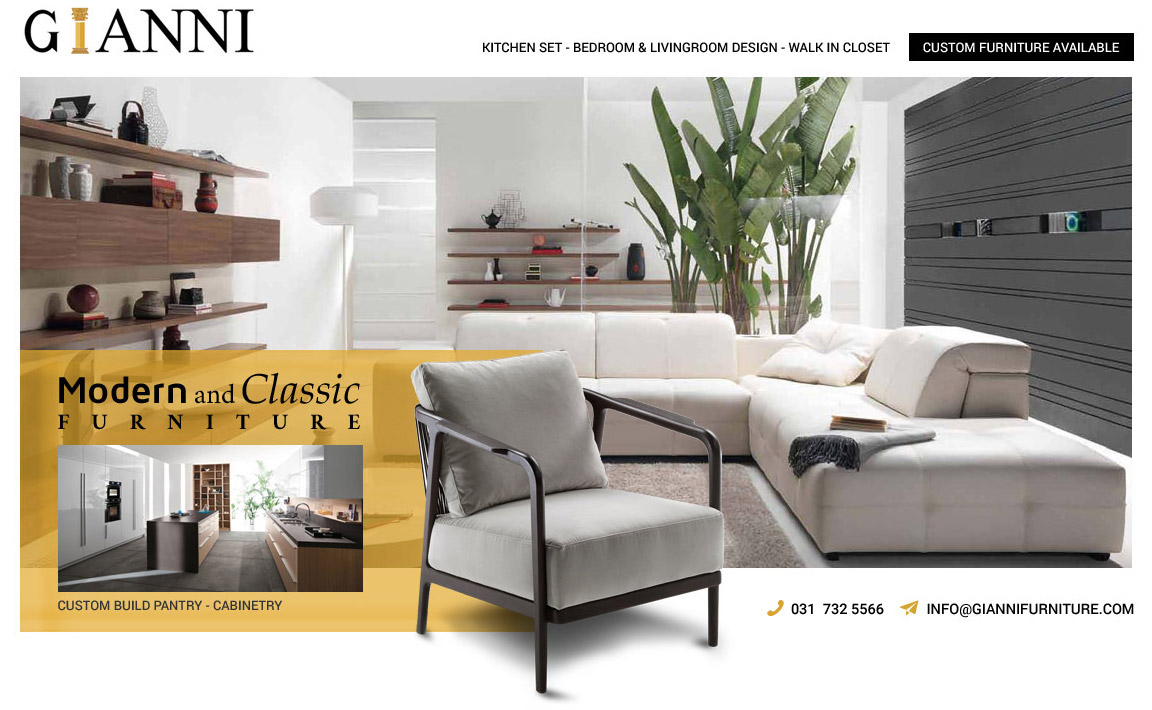 GIANNI
KITCHEN SET - BEDROOM & LIVINGROOM DESIGN - WALK IN CLOSET
CUSTOM FURNITURE AVAILABLE
Modern and Classic
FURNITURE
CUSTOM BUILD PANTRY - CABINETRY
031 732 5566
INFO@GIANNIFURNITURE.COM